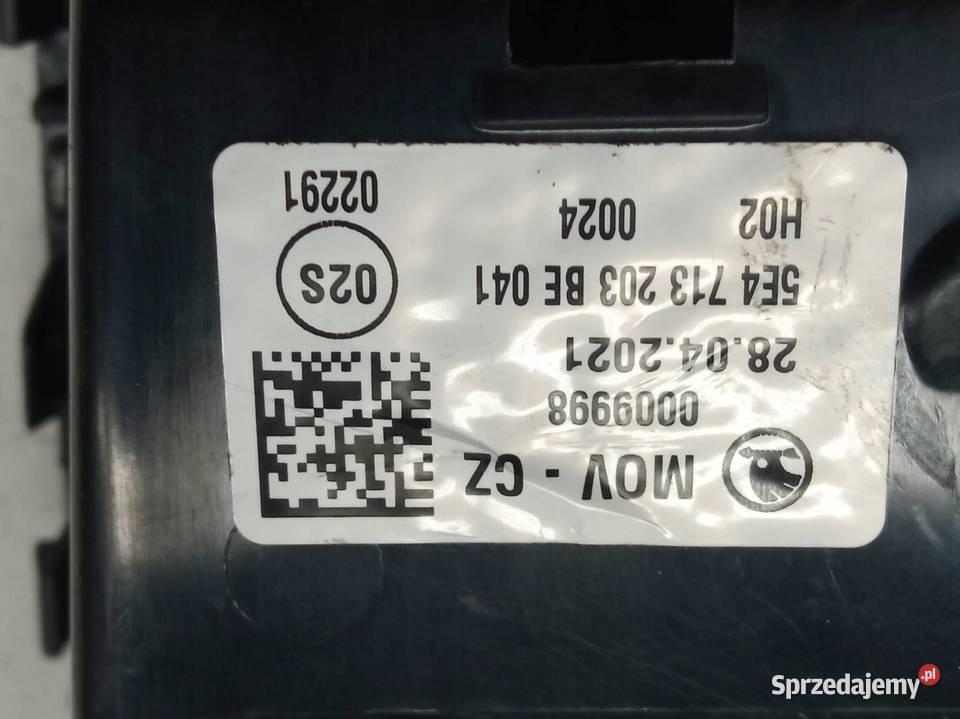 MOV - CZ
0009998
28.04.2021
5E4 713 203 BE 041
02S
H02 0024 02291
Sprzedajemy.pl